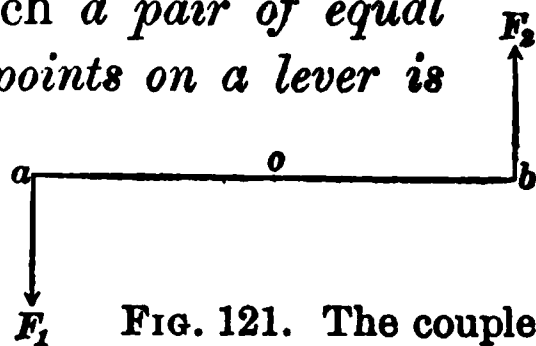 ch a pair of equal
points on a lever is
F₂
a
o
b
F₁
FIG. 121. The couple